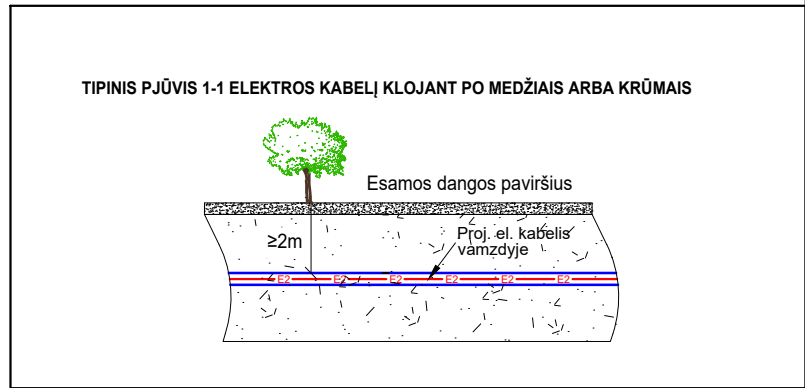 TIPINIS PJŪVIS 1-1 ELEKTROS KABELĮ KLOJANT PO MEDŽIAIS ARBA KRŪMAIS
Esamos dangos paviršius
≥2m
Proj. el. kabelis
vamzdyje
E2 E2 E2 E2 E2 E2